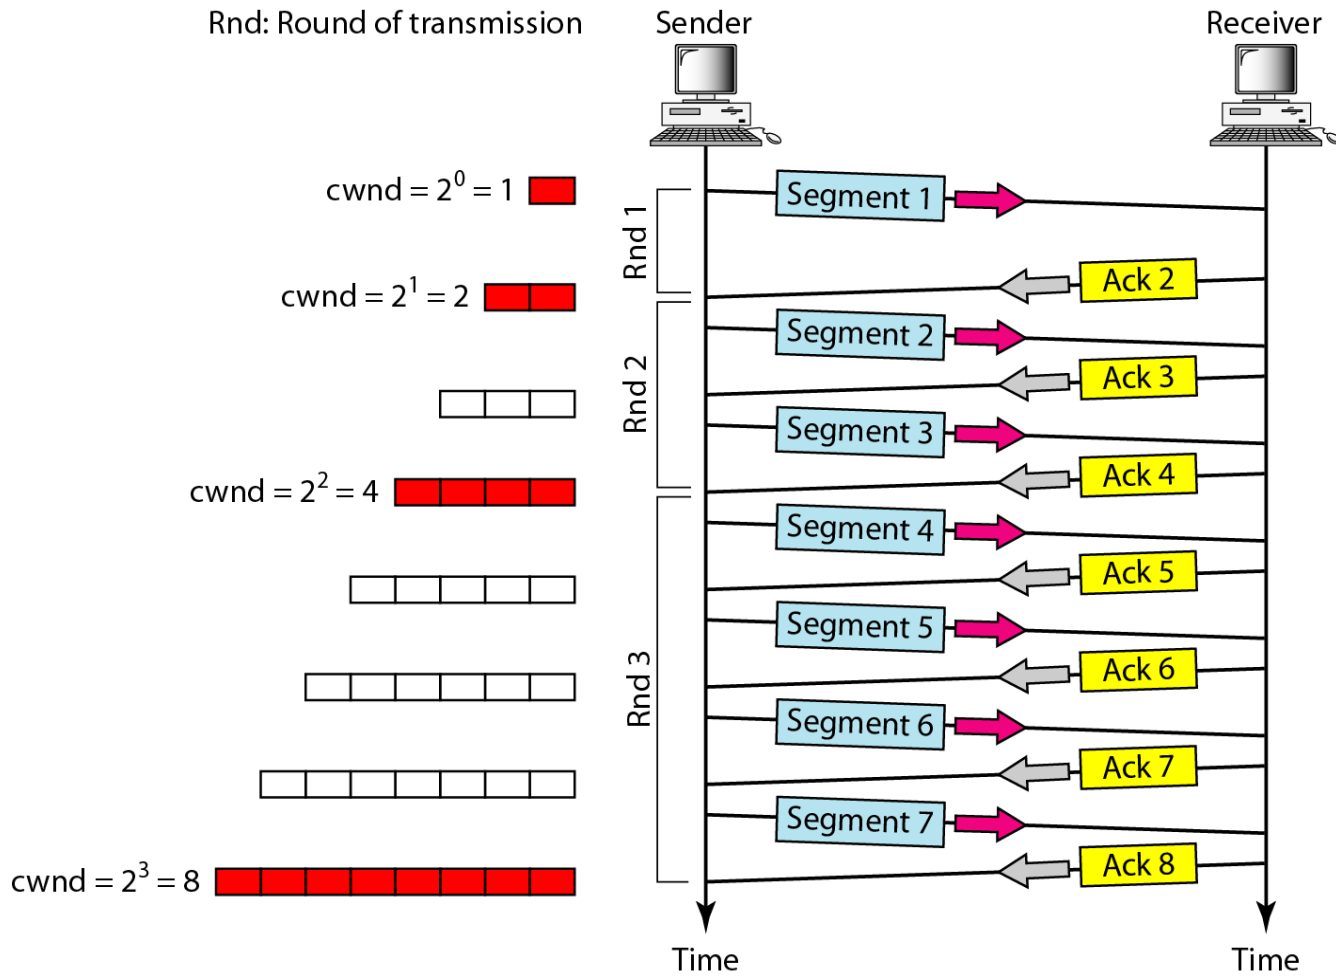 Rnd: Round of transmission
Sender
Receiver
cwnd = 2⁰ = 1
Segment 1
Rnd 1
Ack 2
cwnd = 2¹ = 2
Segment 2
Rnd 2
Ack 3
Segment 3
Ack 4
cwnd = 2² = 4
Segment 4
Ack 5
Segment 5
Rnd 3
Ack 6
Segment 6
Ack 7
Segment 7
Ack 8
cwnd = 2³ = 8
Time
Time